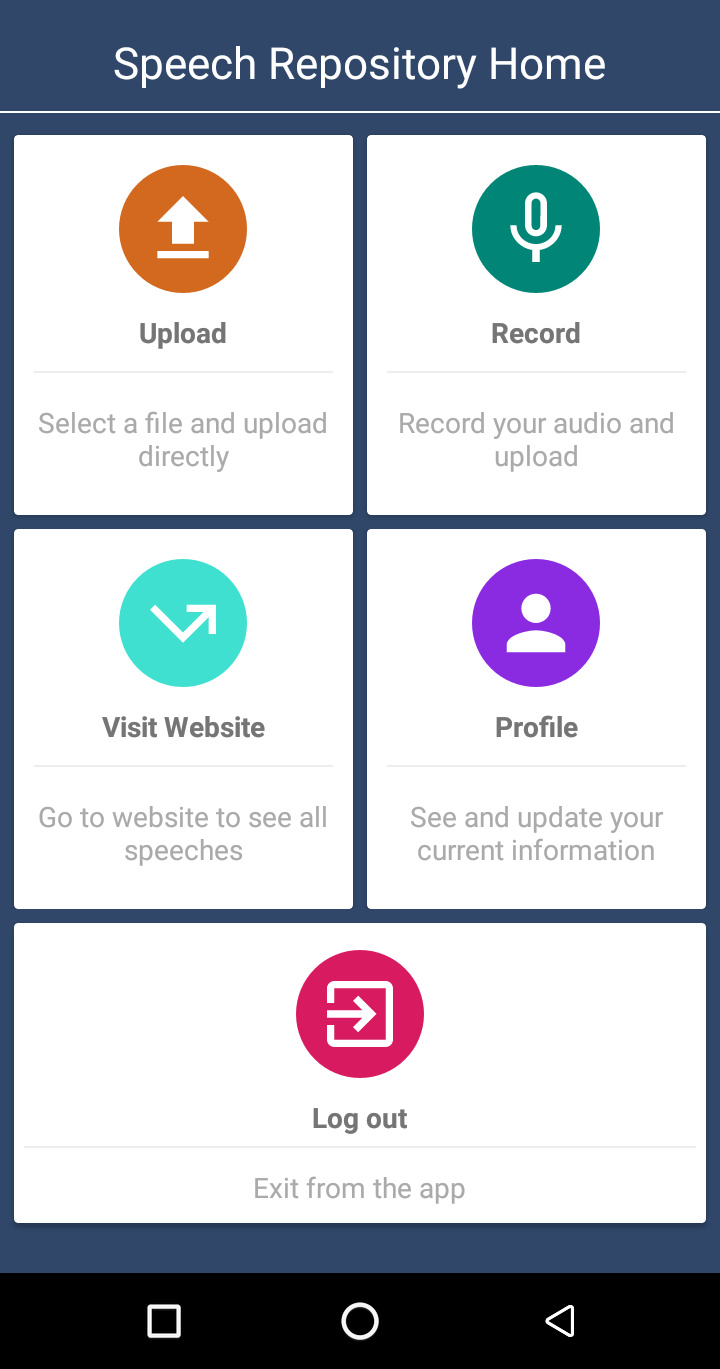 Speech Repository Home
Upload
Select a file and upload
directly
Record
Record your audio and
upload
Visit Website
Go to website to see all
speeches
Profile
See and update your
current information
Log out
Exit from the app